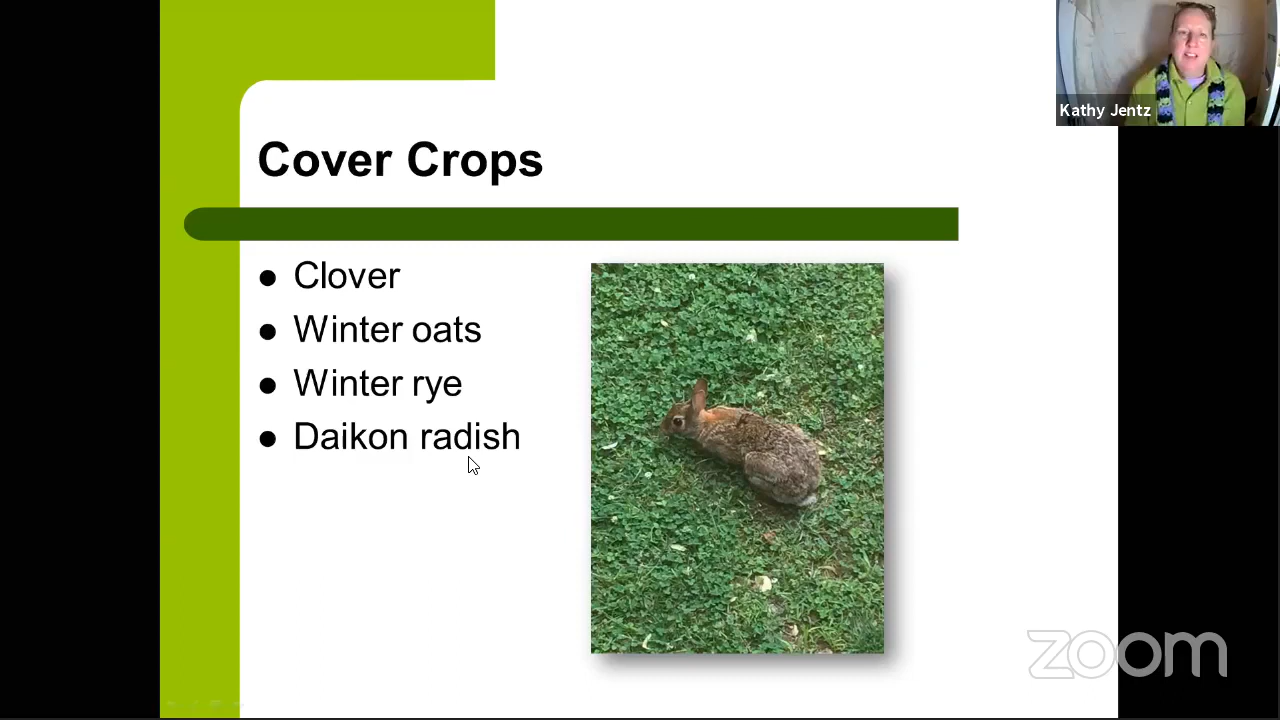 Kathy Jentz
Cover Crops
Clover
Winter oats
Winter rye
Daikon radish
zoom